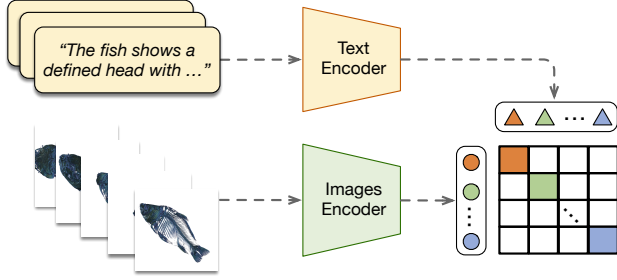 “The fish shows a
defined head with …”
Text
Encoder
Images
Encoder